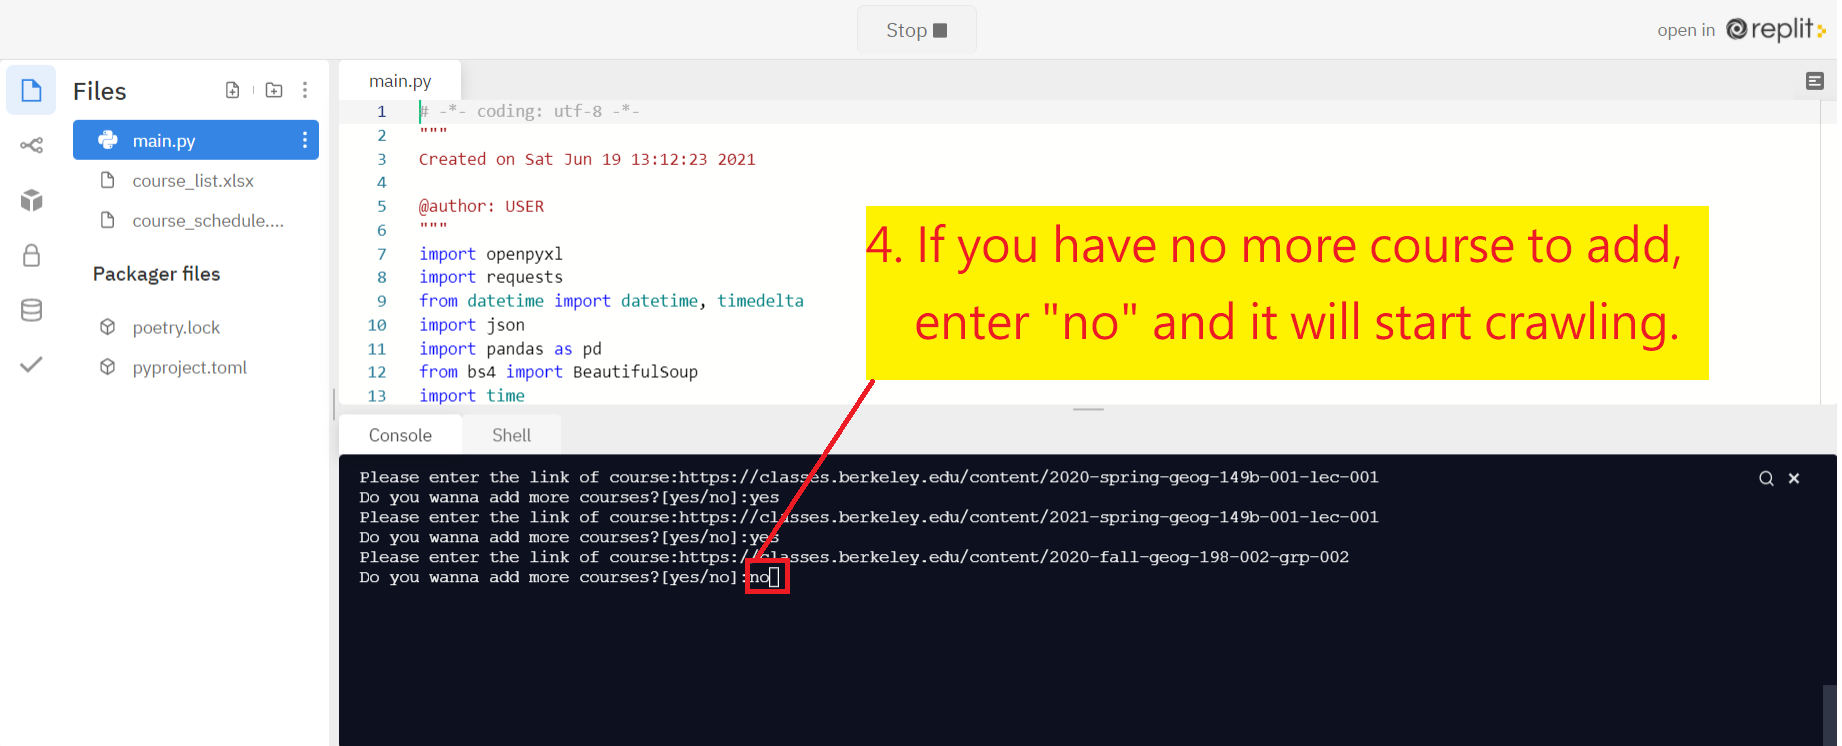 Stop
open in replit
Files
main.py
course_list.xlsx
course_schedule....
Packager files
poetry.lock
pyproject.toml
main.py
1 # -*- coding: utf-8 -*-
2 """
3 Created on Sat Jun 19 13:12:23 2021
4
5 @author: USER
6 """
7 import openpyxl
8 import requests
9 from datetime import datetime, timedelta
10 import json
11 import pandas as pd
12 from bs4 import BeautifulSoup
13 import time
4. If you have no more course to add,
enter "no" and it will start crawling.
Console Shell
Please enter the link of course:https://classes.berkeley.edu/content/2020-spring-geog-149b-001-lec-001
Do you wanna add more courses?[yes/no]:yes
Please enter the link of course:https://classes.berkeley.edu/content/2021-spring-geog-149b-001-lec-001
Do you wanna add more courses?[yes/no]:yes
Please enter the link of course:https://classes.berkeley.edu/content/2020-fall-geog-198-002-grp-002
Do you wanna add more courses?[yes/no]:no